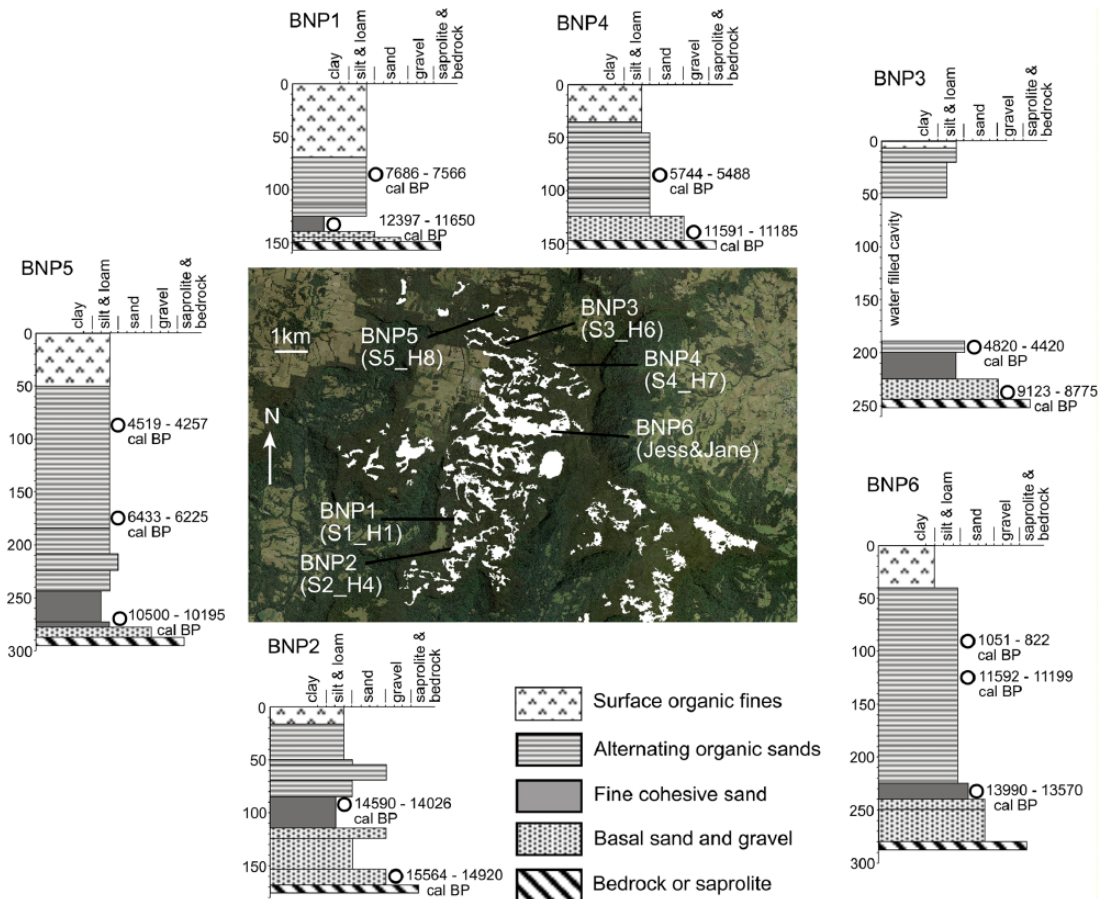 BNP1
clay
silt & loam
sand
gravel
saprolite &
bedrock
0
50
100
150
7686 - 7566
cal BP
12397 - 11650
cal BP
BNP4
clay
silt & loam
sand
gravel
saprolite &
bedrock
0
50
100
150
5744 - 5488
cal BP
11591 - 11185
cal BP
BNP3
clay
silt & loam
sand
gravel
saprolite &
bedrock
0
50
100
150
200
250
water filled cavity
4820 - 4420
cal BP
9123 - 8775
cal BP
BNP5
clay
silt & loam
sand
gravel
saprolite &
bedrock
0
50
100
150
200
250
300
4519 - 4257
cal BP
6433 - 6225
cal BP
10500 - 10195
cal BP
1km
N
BNP5
(S5_H8)
BNP3
(S3_H6)
BNP4
(S4_H7)
BNP6
(Jess&Jane)
BNP1
(S1_H1)
BNP2
(S2_H4)
BNP6
clay
silt & loam
sand
gravel
saprolite &
bedrock
0
50
100
150
200
250
300
1051 - 822
cal BP
11592 - 11199
cal BP
13990 - 13570
cal BP
BNP2
clay
silt & loam
sand
gravel
saprolite &
bedrock
0
50
100
150
14590 - 14026
cal BP
15564 - 14920
cal BP
Surface organic fines
Alternating organic sands
Fine cohesive sand
Basal sand and gravel
Bedrock or saprolite